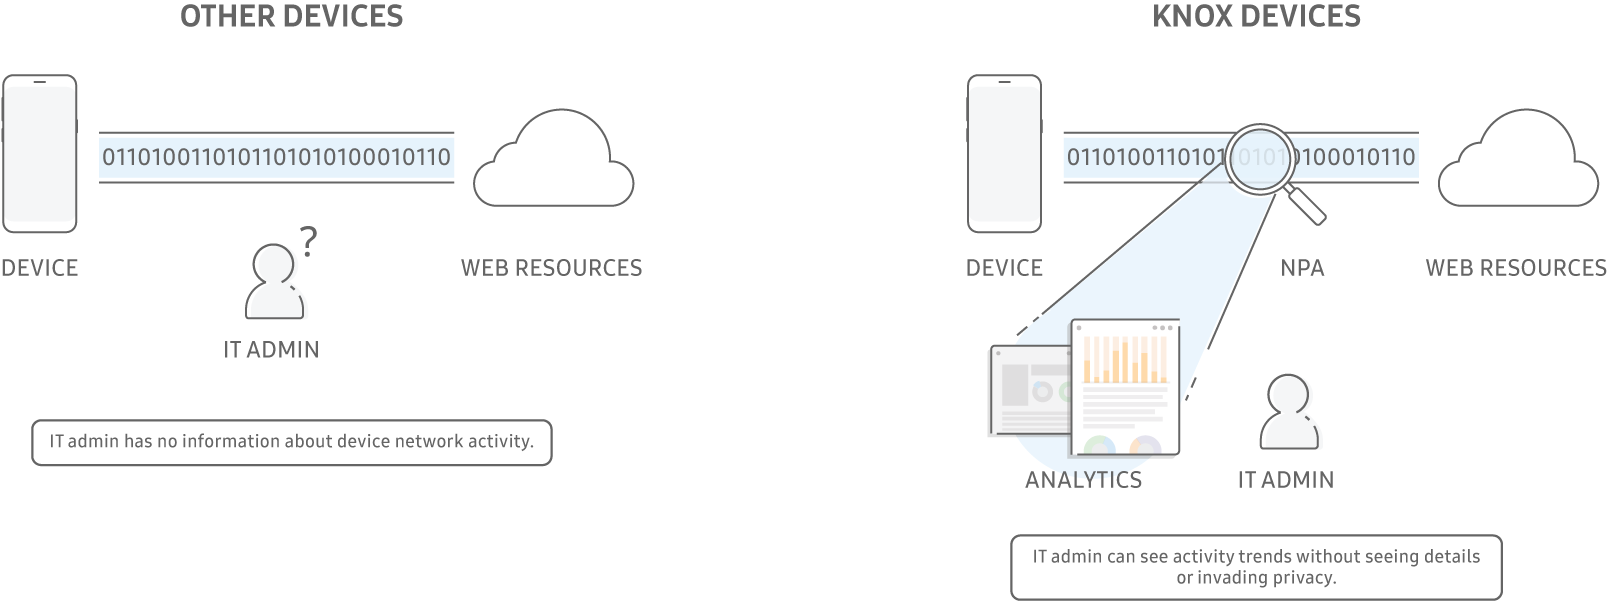 OTHER DEVICES
0110100110101101010100010110
DEVICE
WEB RESOURCES
?
IT ADMIN
IT admin has no information about device network activity.
KNOX DEVICES
0110100110101101010100010110
DEVICE
NPA
WEB RESOURCES
ANALYTICS
IT ADMIN
IT admin can see activity trends without seeing details
or invading privacy.